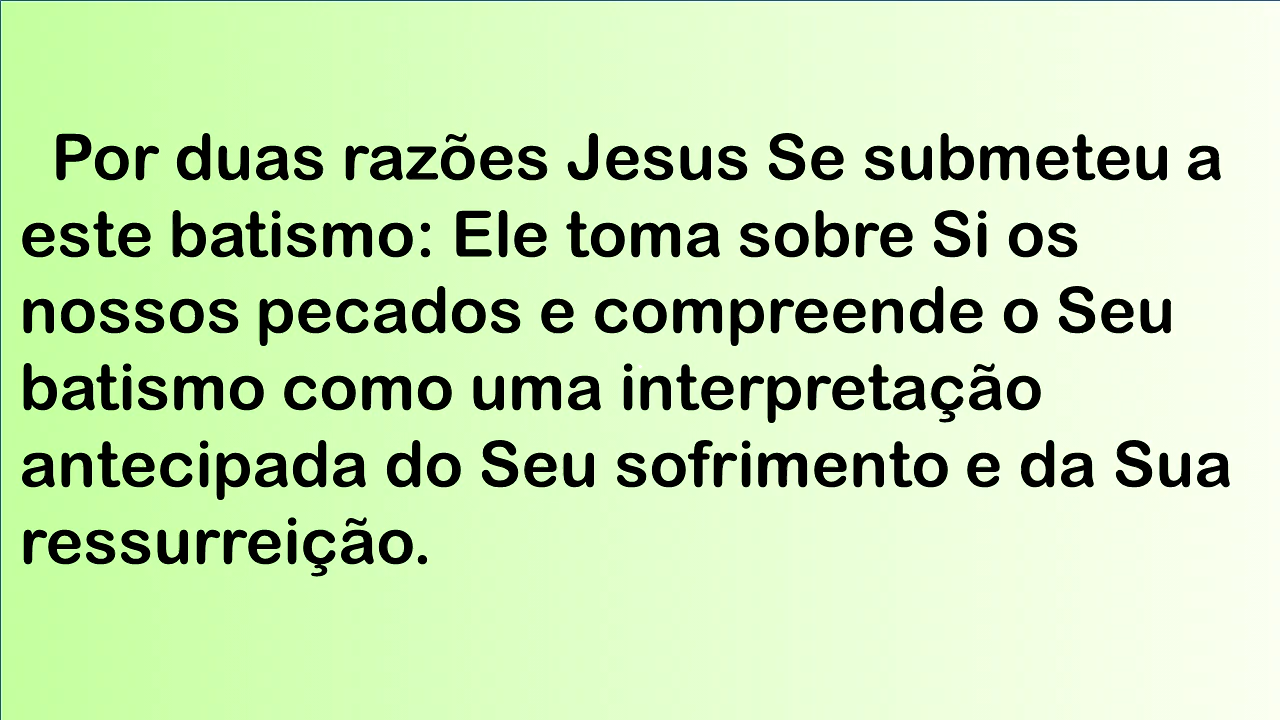 Por duas razões Jesus Se submeteu a
este batismo: Ele toma sobre Si os
nossos pecados e compreende o Seu
batismo como uma interpretação
antecipada do Seu sofrimento e da Sua
ressurreição.